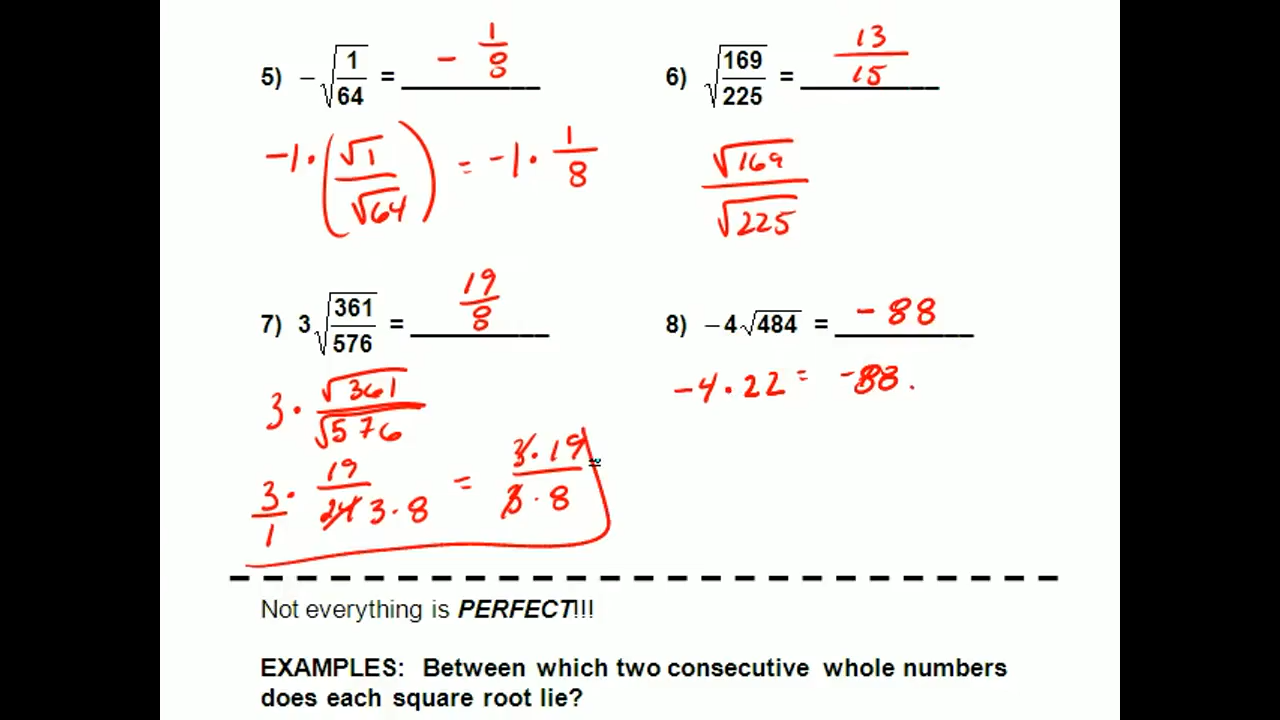 5) −√(1/64) = − 1/8
−1 · (√1/√64) = −1 · 1/8
6) √(169/225) = 13/15
√169/√225
7) 3√(361/576) = 19/8
3 · √361/√576
3/1 · 19/24 3·8 = 3·19/3·8
8) −4√484 = −88
−4 · 22 = −88.
Not everything is PERFECT!!!
EXAMPLES: Between which two consecutive whole numbers
does each square root lie?